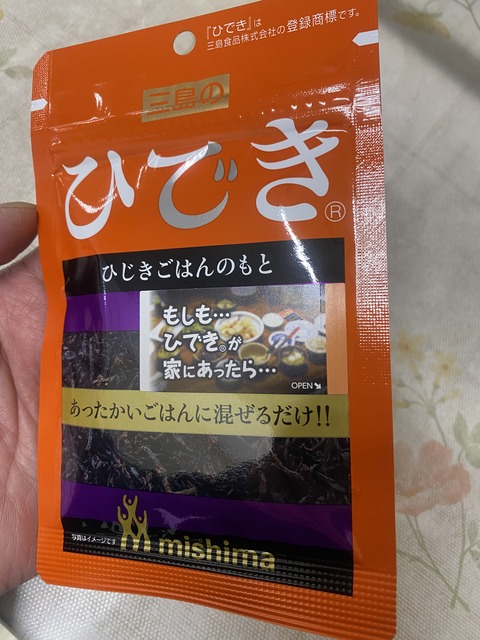 『ひでき』は
三島食品株式会社の登録商標です。
三島の
ひでき®
ひじきごはんのもと
もしも…
ひでき®が
家にあったら…
OPEN
あったかいごはんに混ぜるだけ!!
写真はイメージです
mishima